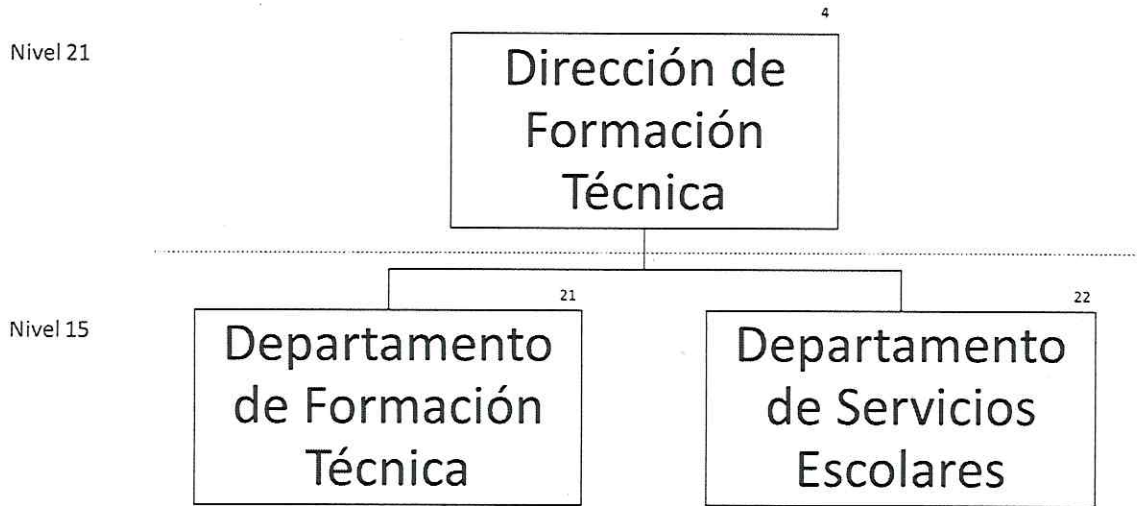 4
Nivel 21
Dirección de
Formación
Técnica
21
22
Nivel 15
Departamento
de Formación
Técnica
Departamento
de Servicios
Escolares